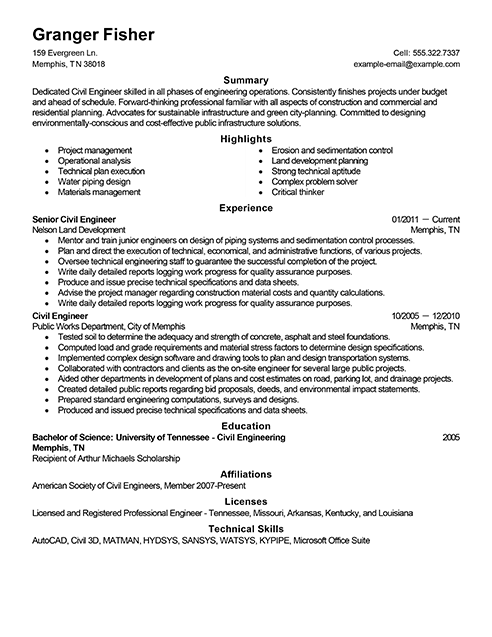 Granger Fisher
159 Evergreen Ln.
Cell: 555.322.7337
Memphis, TN 38018
example-email@example.com
Summary
Dedicated Civil Engineer skilled in all phases of engineering operations. Consistently finishes projects under budget
and ahead of schedule. Forward-thinking professional familiar with all aspects of construction and commercial and
residential planning. Advocates for sustainable infrastructure and green city-planning. Committed to designing
environmentally-conscious and cost-effective public infrastructure solutions.
Highlights
• Project management
• Operational analysis
• Technical plan execution
• Water piping design
• Materials management
• Erosion and sedimentation control
• Land development planning
• Strong technical aptitude
• Complex problem solver
• Critical thinker
Experience
Senior Civil Engineer 01/2011 – Current
Nelson Land Development Memphis, TN
• Mentor and train junior engineers on design of piping systems and sedimentation control processes.
• Plan and direct the execution of technical, economical, and administrative functions, of various projects.
• Oversee technical engineering staff to guarantee the successful completion of the project.
• Write daily detailed reports logging work progress for quality assurance purposes.
• Produce and issue precise technical specifications and data sheets.
• Advise the project manager regarding construction material costs and quantity calculations.
• Write daily detailed reports logging work progress for quality assurance purposes.
Civil Engineer 10/2005 – 12/2010
Public Works Department, City of Memphis Memphis, TN
• Tested soil to determine the adequacy and strength of concrete, asphalt and steel foundations.
• Computed load and grade requirements and material stress factors to determine design specifications.
• Implemented complex design software and drawing tools to plan and design transportation systems.
• Collaborated with contractors and clients as the on-site engineer for several large public projects.
• Aided other departments in development of plans and cost estimates on road, parking lot, and drainage projects.
• Created detailed public reports regarding bid proposals, deeds, and environmental impact statements.
• Prepared standard engineering computations, surveys and designs.
• Produced and issued precise technical specifications and data sheets.
Education
Bachelor of Science: University of Tennessee - Civil Engineering 2005
Memphis, TN
Recipient of Arthur Michaels Scholarship
Affiliations
American Society of Civil Engineers, Member 2007-Present
Licenses
Licensed and Registered Professional Engineer - Tennessee, Missouri, Arkansas, Kentucky, and Louisiana
Technical Skills
AutoCAD, Civil 3D, MATMAN, HYDSYS, SANSYS, WATSYS, KYPIPE, Microsoft Office Suite